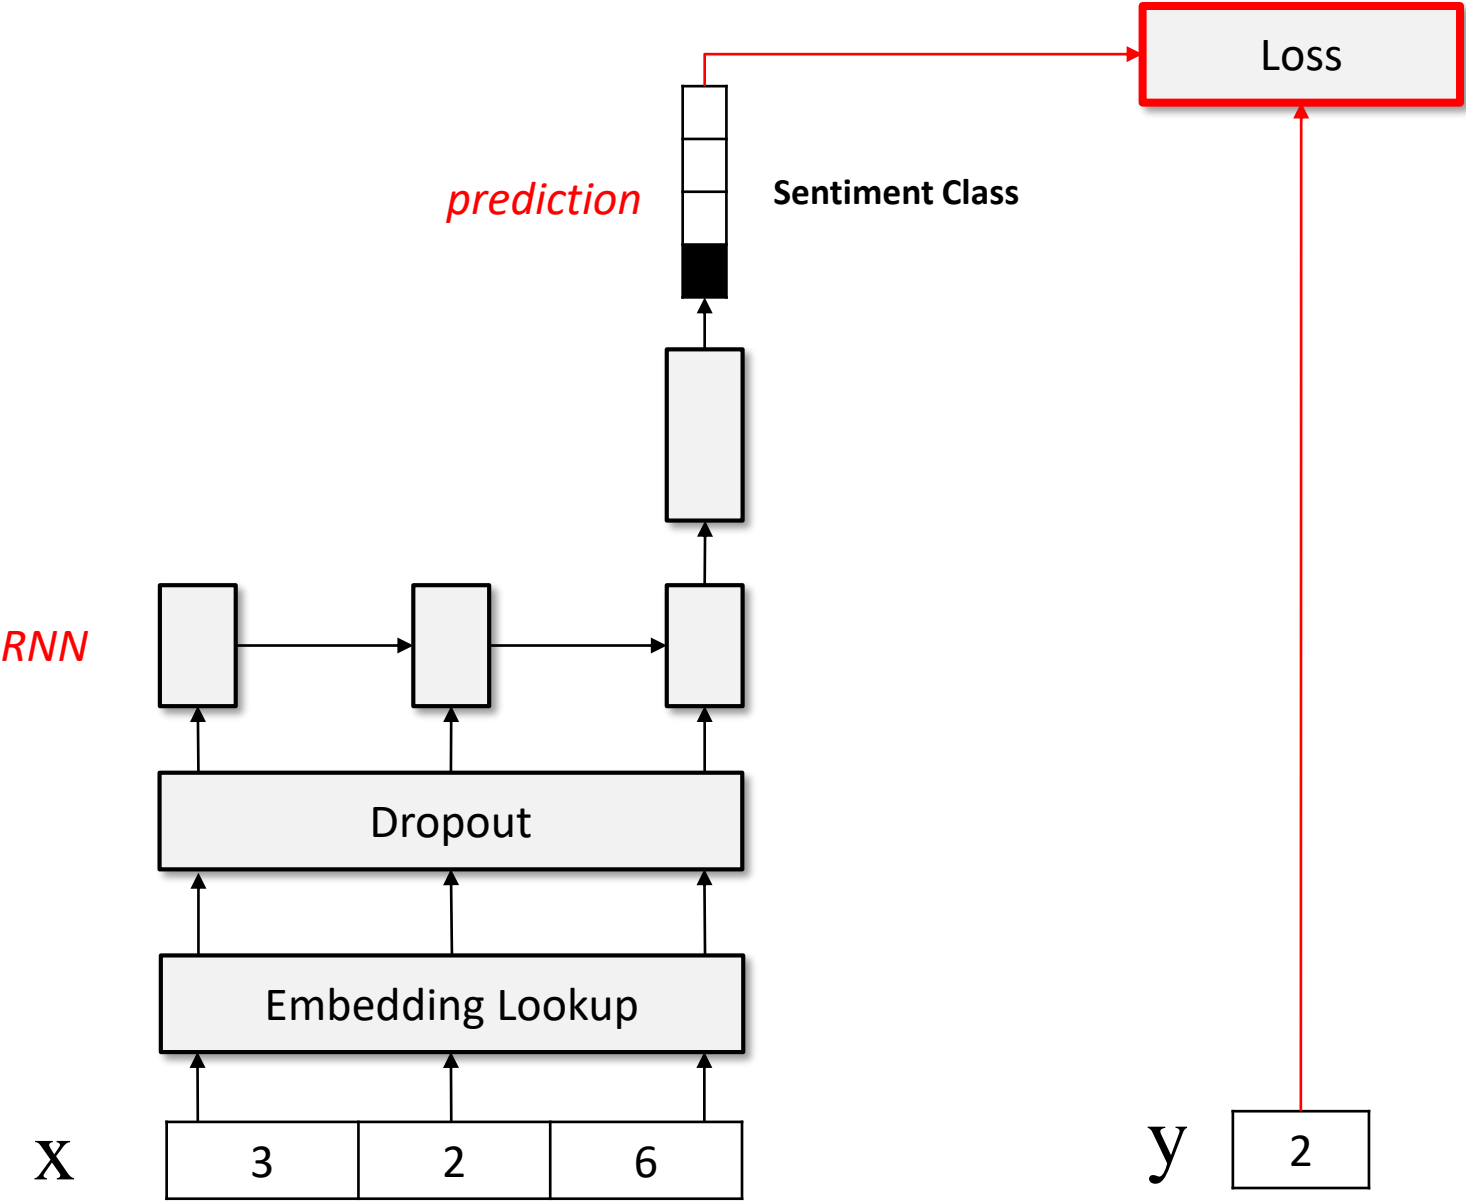 Loss
prediction
Sentiment Class
RNN
Dropout
Embedding Lookup
x 3 2 6
y 2